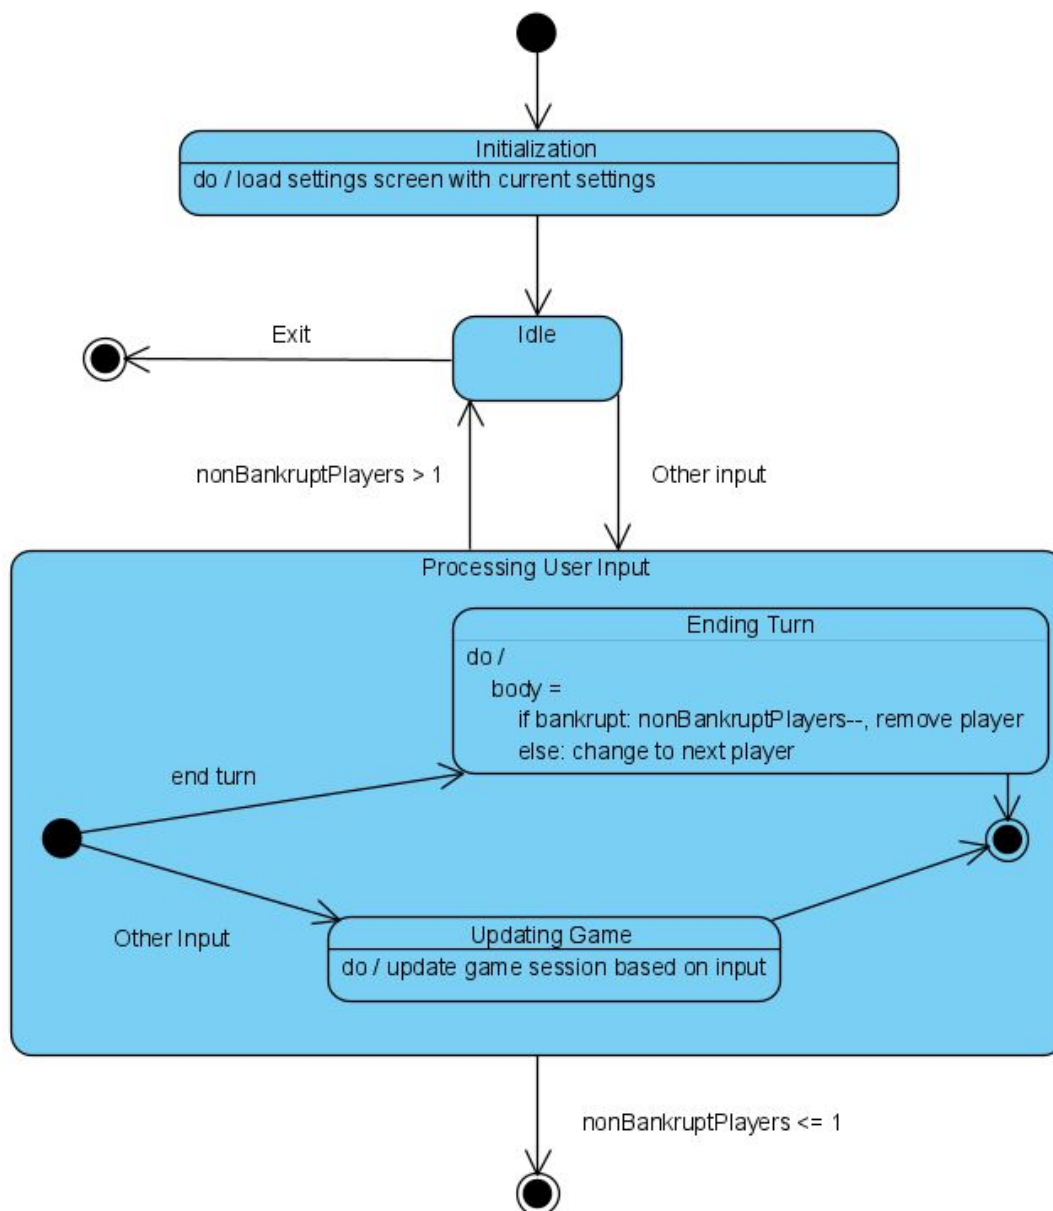 Initialization
do / load settings screen with current settings
Idle
Exit
nonBankruptPlayers > 1
Other input
Processing User Input
Ending Turn
do /
body =
if bankrupt: nonBankruptPlayers--, remove player
else: change to next player
end turn
Other Input
Updating Game
do / update game session based on input
nonBankruptPlayers <= 1